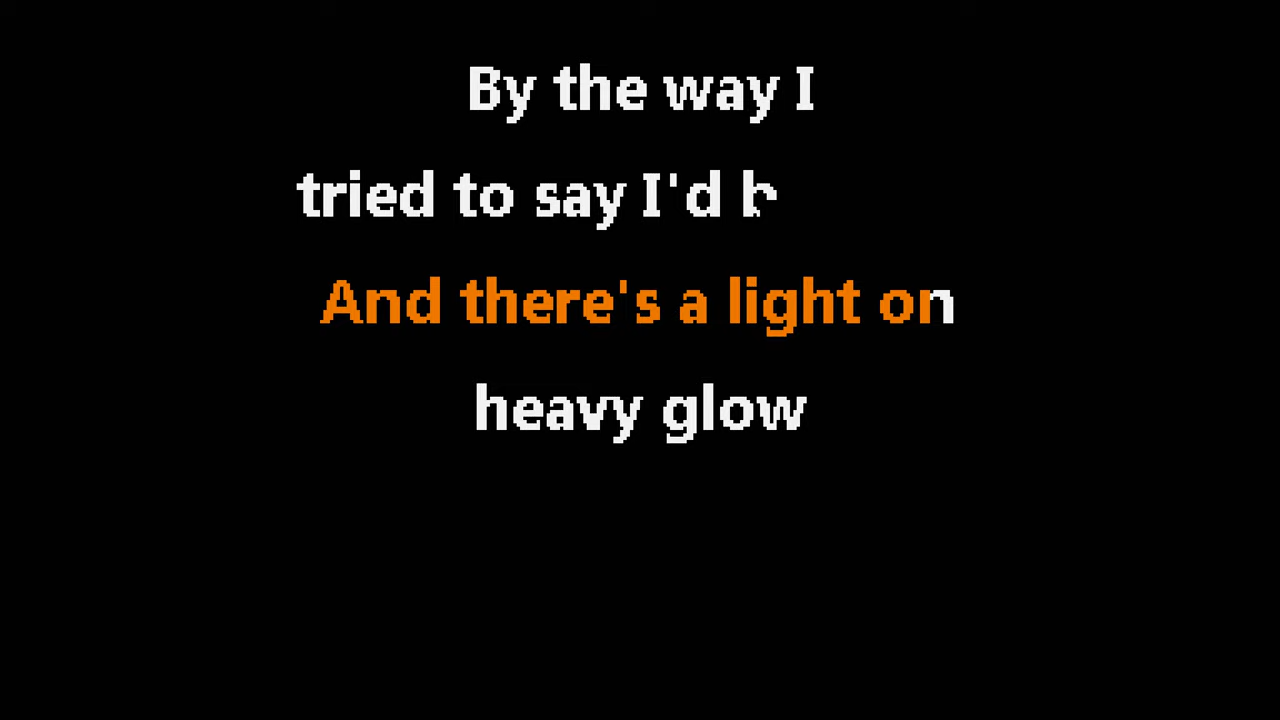 By the way I
tried to say I'd
And there's a light on
heavy glow